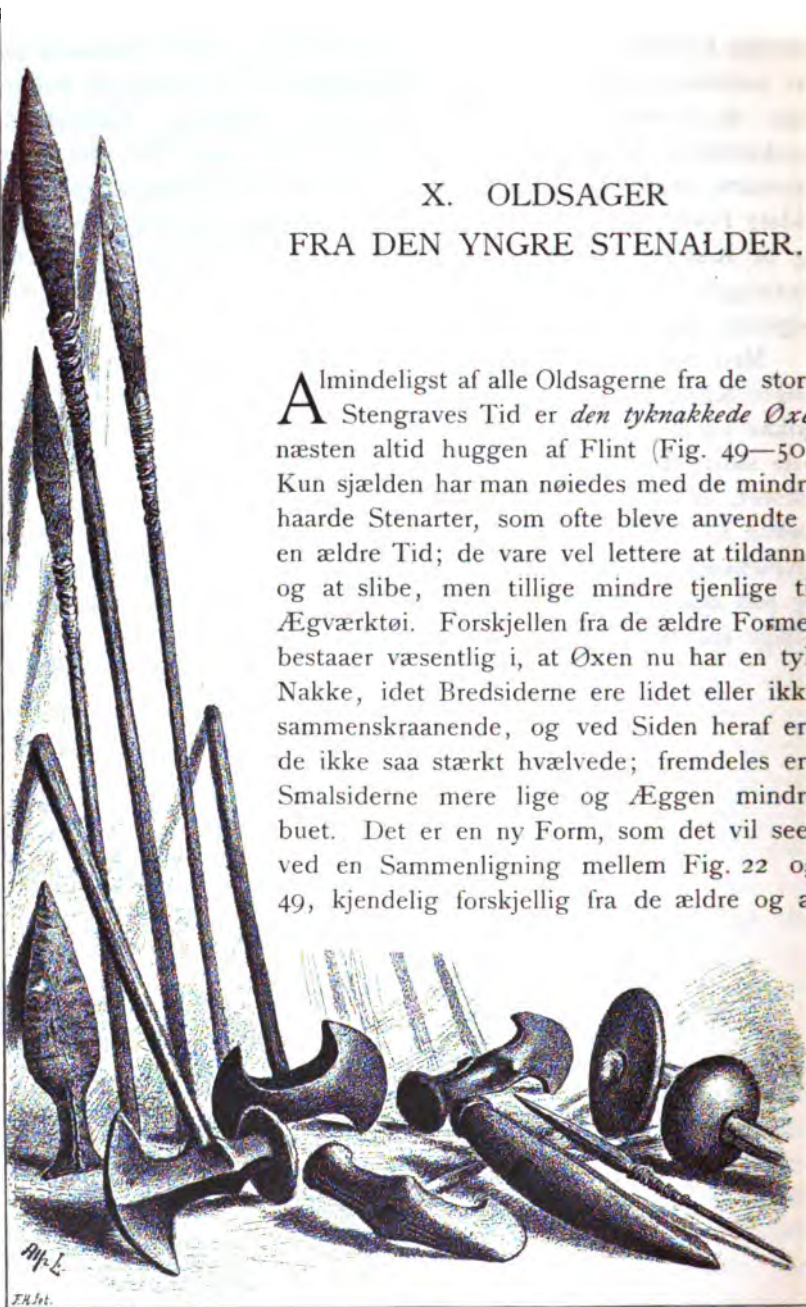 X. OLDSAGER
FRA DEN YNGRE STENALDER.
Almindeligst af alle Oldsagerne fra de stor
Stengraves Tid er den tyknakkede Øxe
næsten altid huggen af Flint (Fig. 49—50
Kun sjælden har man nøiedes med de mindr
haarde Stenarter, som ofte bleve anvendte
en ældre Tid; de vare vel lettere at tildann
og at slibe, men tillige mindre tjenlige t
Ægværktøi. Forskjellen fra de ældre Forme
bestaaer væsentlig i, at Øxen nu har en ty
Nakke, idet Bredsiderne ere lidet eller ikk
sammenskraanende, og ved Siden heraf er
de ikke saa stærkt hvælvede; fremdeles er
Smalsiderne mere lige og Æggen mindr
buet. Det er en ny Form, som det vil see
ved en Sammenligning mellem Fig. 22 o
49, kjendelig forskjellig fra de ældre og a